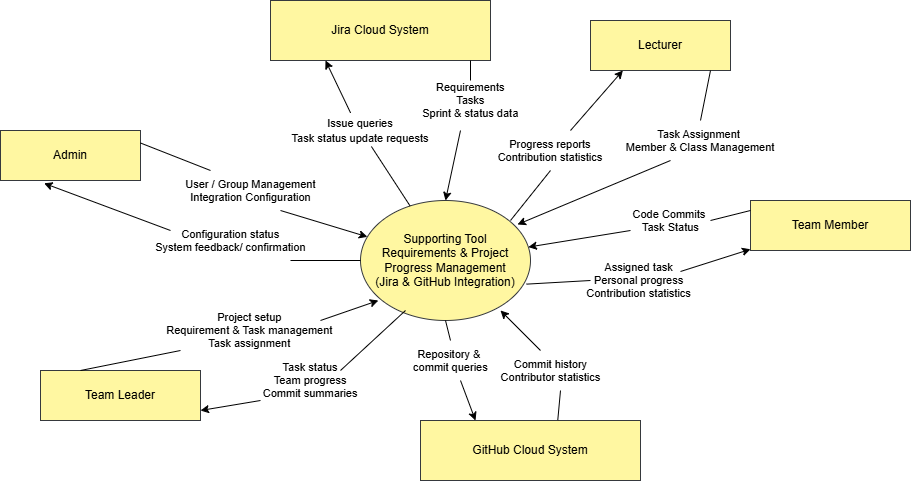 Jira Cloud System
Lecturer
Requirements
Tasks
Sprint & status data
Issue queries
Task status update requests
Progress reports
Contribution statistics
Task Assignment
Member & Class Management
Admin
User / Group Management
Integration Configuration
Configuration status
System feedback/ confirmation
Supporting Tool
Requirements & Project
Progress Management
(Jira & GitHub Integration)
Code Commits
Task Status
Team Member
Assigned task
Personal progress
Contribution statistics
Project setup
Requirement & Task management
Task assignment
Team Leader
Task status
Team progress
Commit summaries
Repository &
commit queries
Commit history
Contributor statistics
GitHub Cloud System